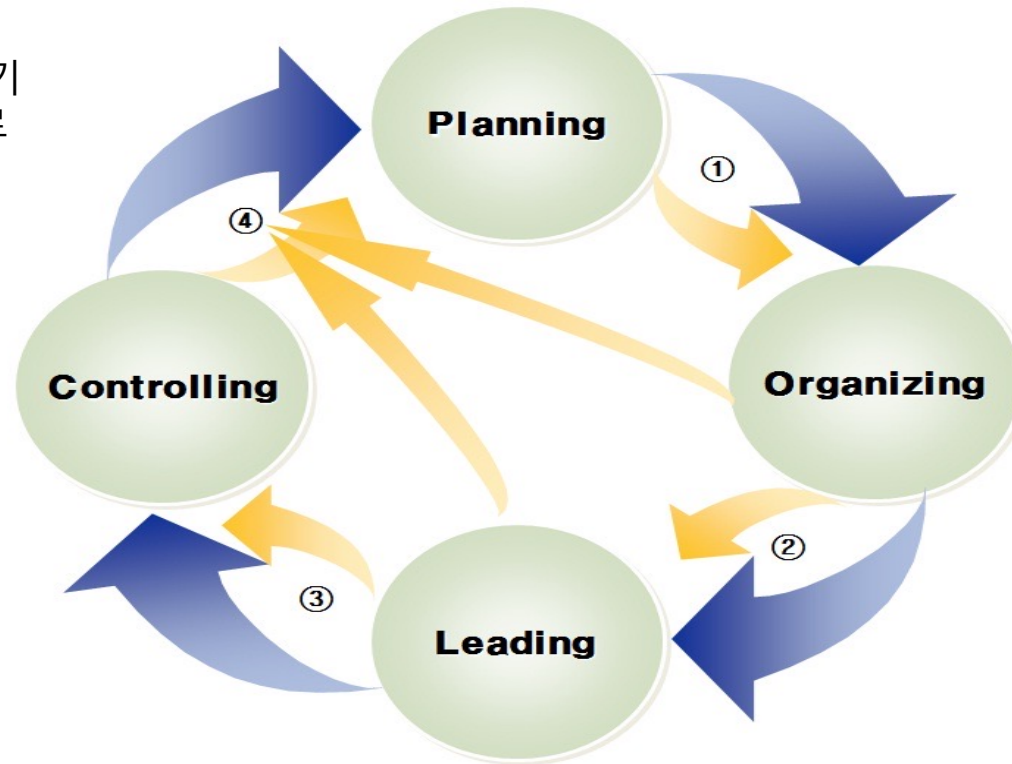 Planning
①
④
Controlling
Organizing
②
③
Leading